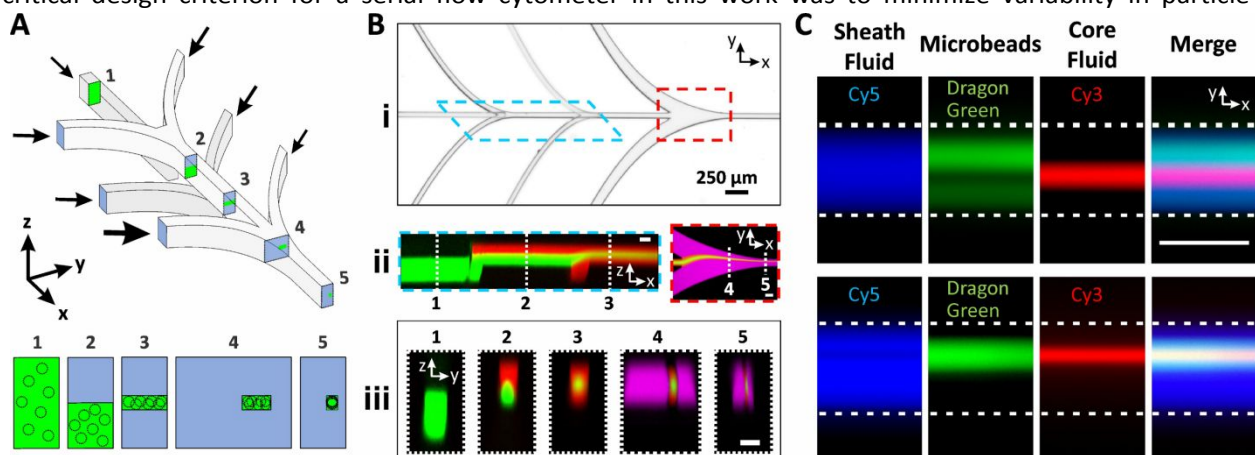 critical design criterion for a serial flow cytometer in this work was to minimize variability in particle
A
1
2
3
4
5
z
y
x
1 2 3 4 5
B
y
x
i
250 µm
ii
z
x
1 2 3
y
x
4 5
iii
1 2 3 4 5
z
y
C
Sheath Fluid Microbeads Core Fluid Merge
Cy5 Dragon Green Cy3
y
x
Cy5 Dragon Green Cy3